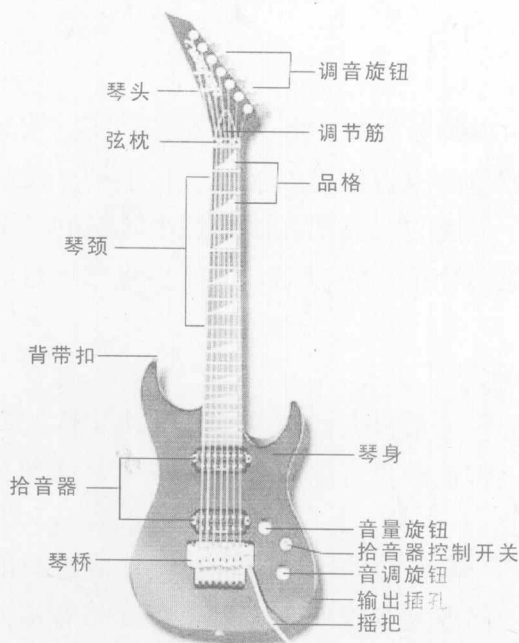 调音旋钮
琴头
弦枕
调节筋
品格
琴颈
背带扣
琴身
拾音器
音量旋钮
拾音器控制开关
琴桥
音调旋钮
输出插孔
摇把